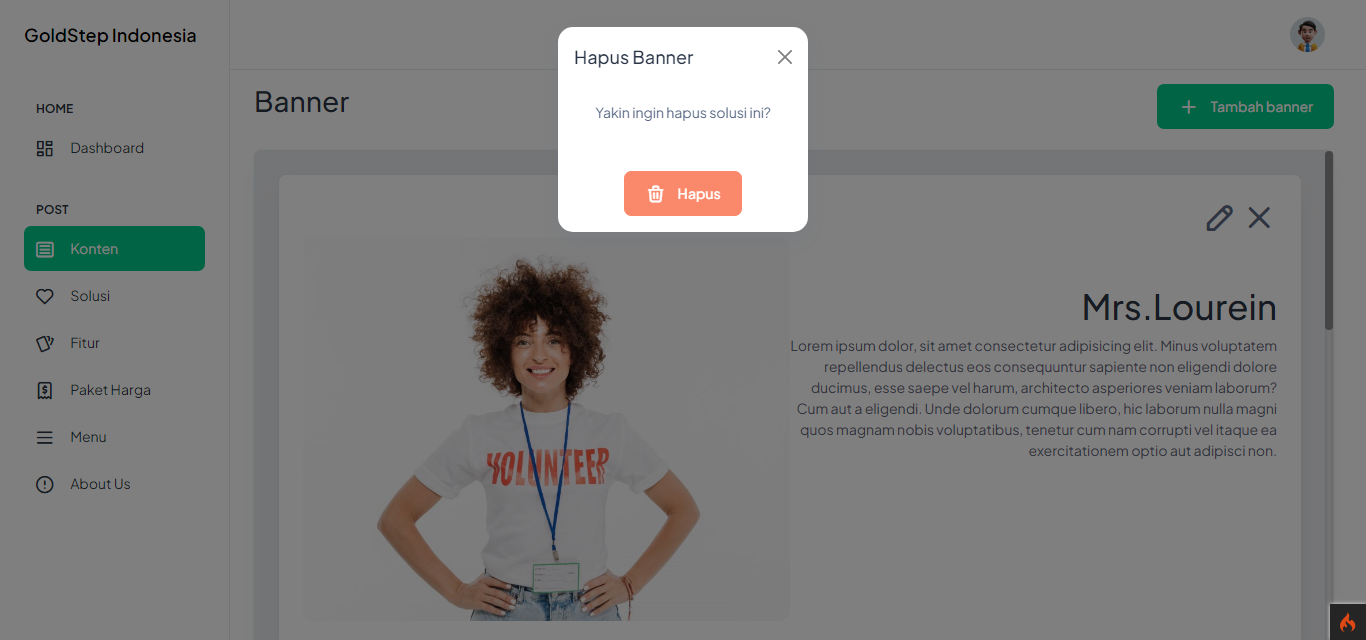 GoldStep Indonesia
HOME
Dashboard
POST
Konten
Solusi
Fitur
Paket Harga
Menu
About Us
Banner
Tambah banner
Hapus Banner
Yakin ingin hapus solusi ini?
Hapus
Mrs.Lourein
Lorem ipsum dolor, sit amet consectetur adipisicing elit. Minus voluptatem
repellendus delectus eos consequuntur sapiente non eligendi dolore
ducimus, esse saepe vel harum, architecto asperiores veniam laborum?
Cum aut a eligendi. Unde dolorum cumque libero, hic laborum nulla magni
quos magnam nobis voluptatibus, tenetur cum nam corrupti vel itaque ea
exercitationem optio aut adipisci non.
VOLUNTEER